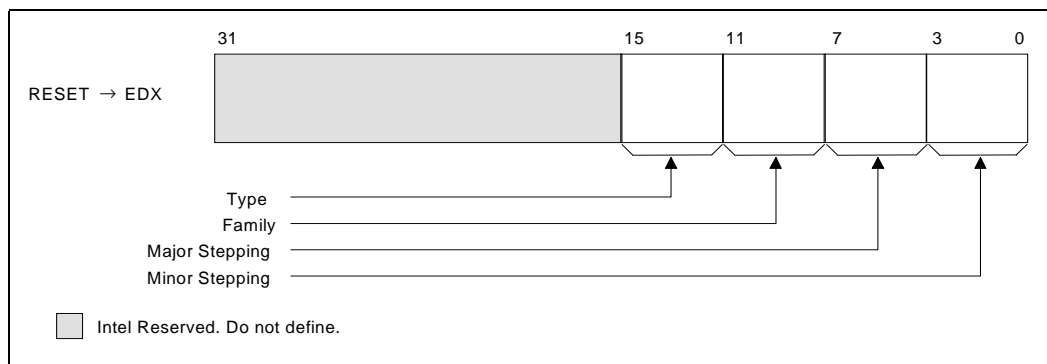 31 15 11 7 3 0
RESET → EDX
Type
Family
Major Stepping
Minor Stepping
Intel Reserved. Do not define.